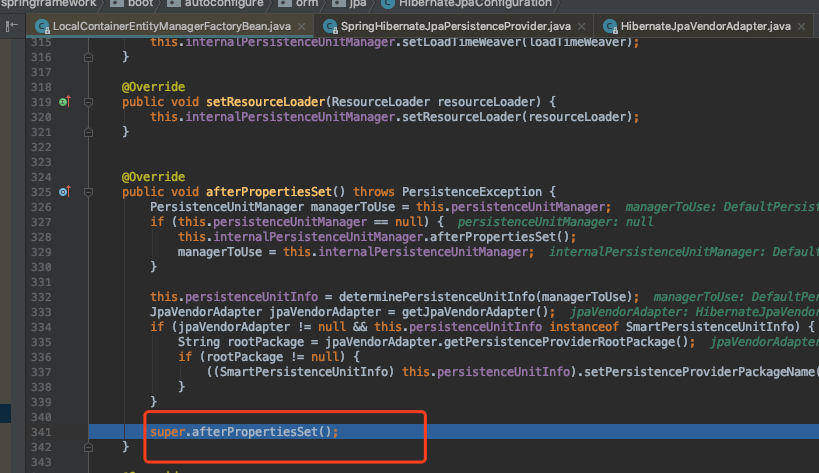 springframework boot autoconfigure orm jpa HibernateJpaConfiguration
LocalContainerEntityManagerFactoryBean.java × SpringHibernateJpaPersistenceProvider.java × HibernateJpaVendorAdapter.java ×
315 this.internalPersistenceUnitManager.setLoadTimeWeaver(loadTimeWeaver);
316 }
317
318 @Override
319 public void setResourceLoader(ResourceLoader resourceLoader) {
320 this.internalPersistenceUnitManager.setResourceLoader(resourceLoader);
321 }
322
323
324 @Override
325 public void afterPropertiesSet() throws PersistenceException {
326 PersistenceUnitManager managerToUse = this.persistenceUnitManager; managerToUse: DefaultPersist
327 if (this.persistenceUnitManager == null) { persistenceUnitManager: null
328 this.internalPersistenceUnitManager.afterPropertiesSet();
329 managerToUse = this.internalPersistenceUnitManager; internalPersistenceUnitManager: Default
330 }
331
332 this.persistenceUnitInfo = determinePersistenceUnitInfo(managerToUse); managerToUse: DefaultPer
333 JpaVendorAdapter jpaVendorAdapter = getJpaVendorAdapter(); jpaVendorAdapter: HibernateJpaVendor
334 if (jpaVendorAdapter != null && this.persistenceUnitInfo instanceof SmartPersistenceUnitInfo) {
335 String rootPackage = jpaVendorAdapter.getPersistenceProviderRootPackage(); jpaVendorAdapter
336 if (rootPackage != null) {
337 ((SmartPersistenceUnitInfo) this.persistenceUnitInfo).setPersistenceProviderPackageName(
338 }
339 }
340
341 super.afterPropertiesSet();
342 }
343